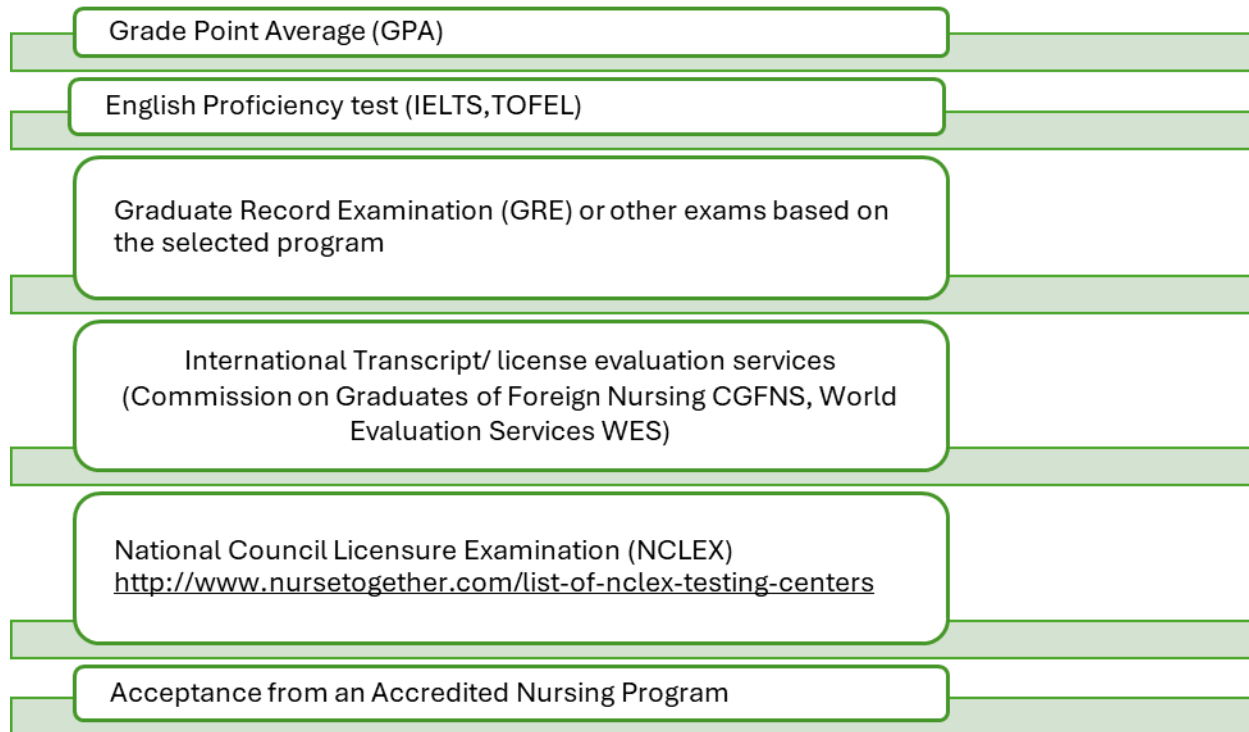 Grade Point Average (GPA)
English Proficiency test (IELTS,TOFEL)
Graduate Record Examination (GRE) or other exams based on
the selected program
International Transcript/ license evaluation services
(Commission on Graduates of Foreign Nursing CGFNS, World
Evaluation Services WES)
National Council Licensure Examination (NCLEX)
http://www.nursetogether.com/list-of-nclex-testing-centers
Acceptance from an Accredited Nursing Program